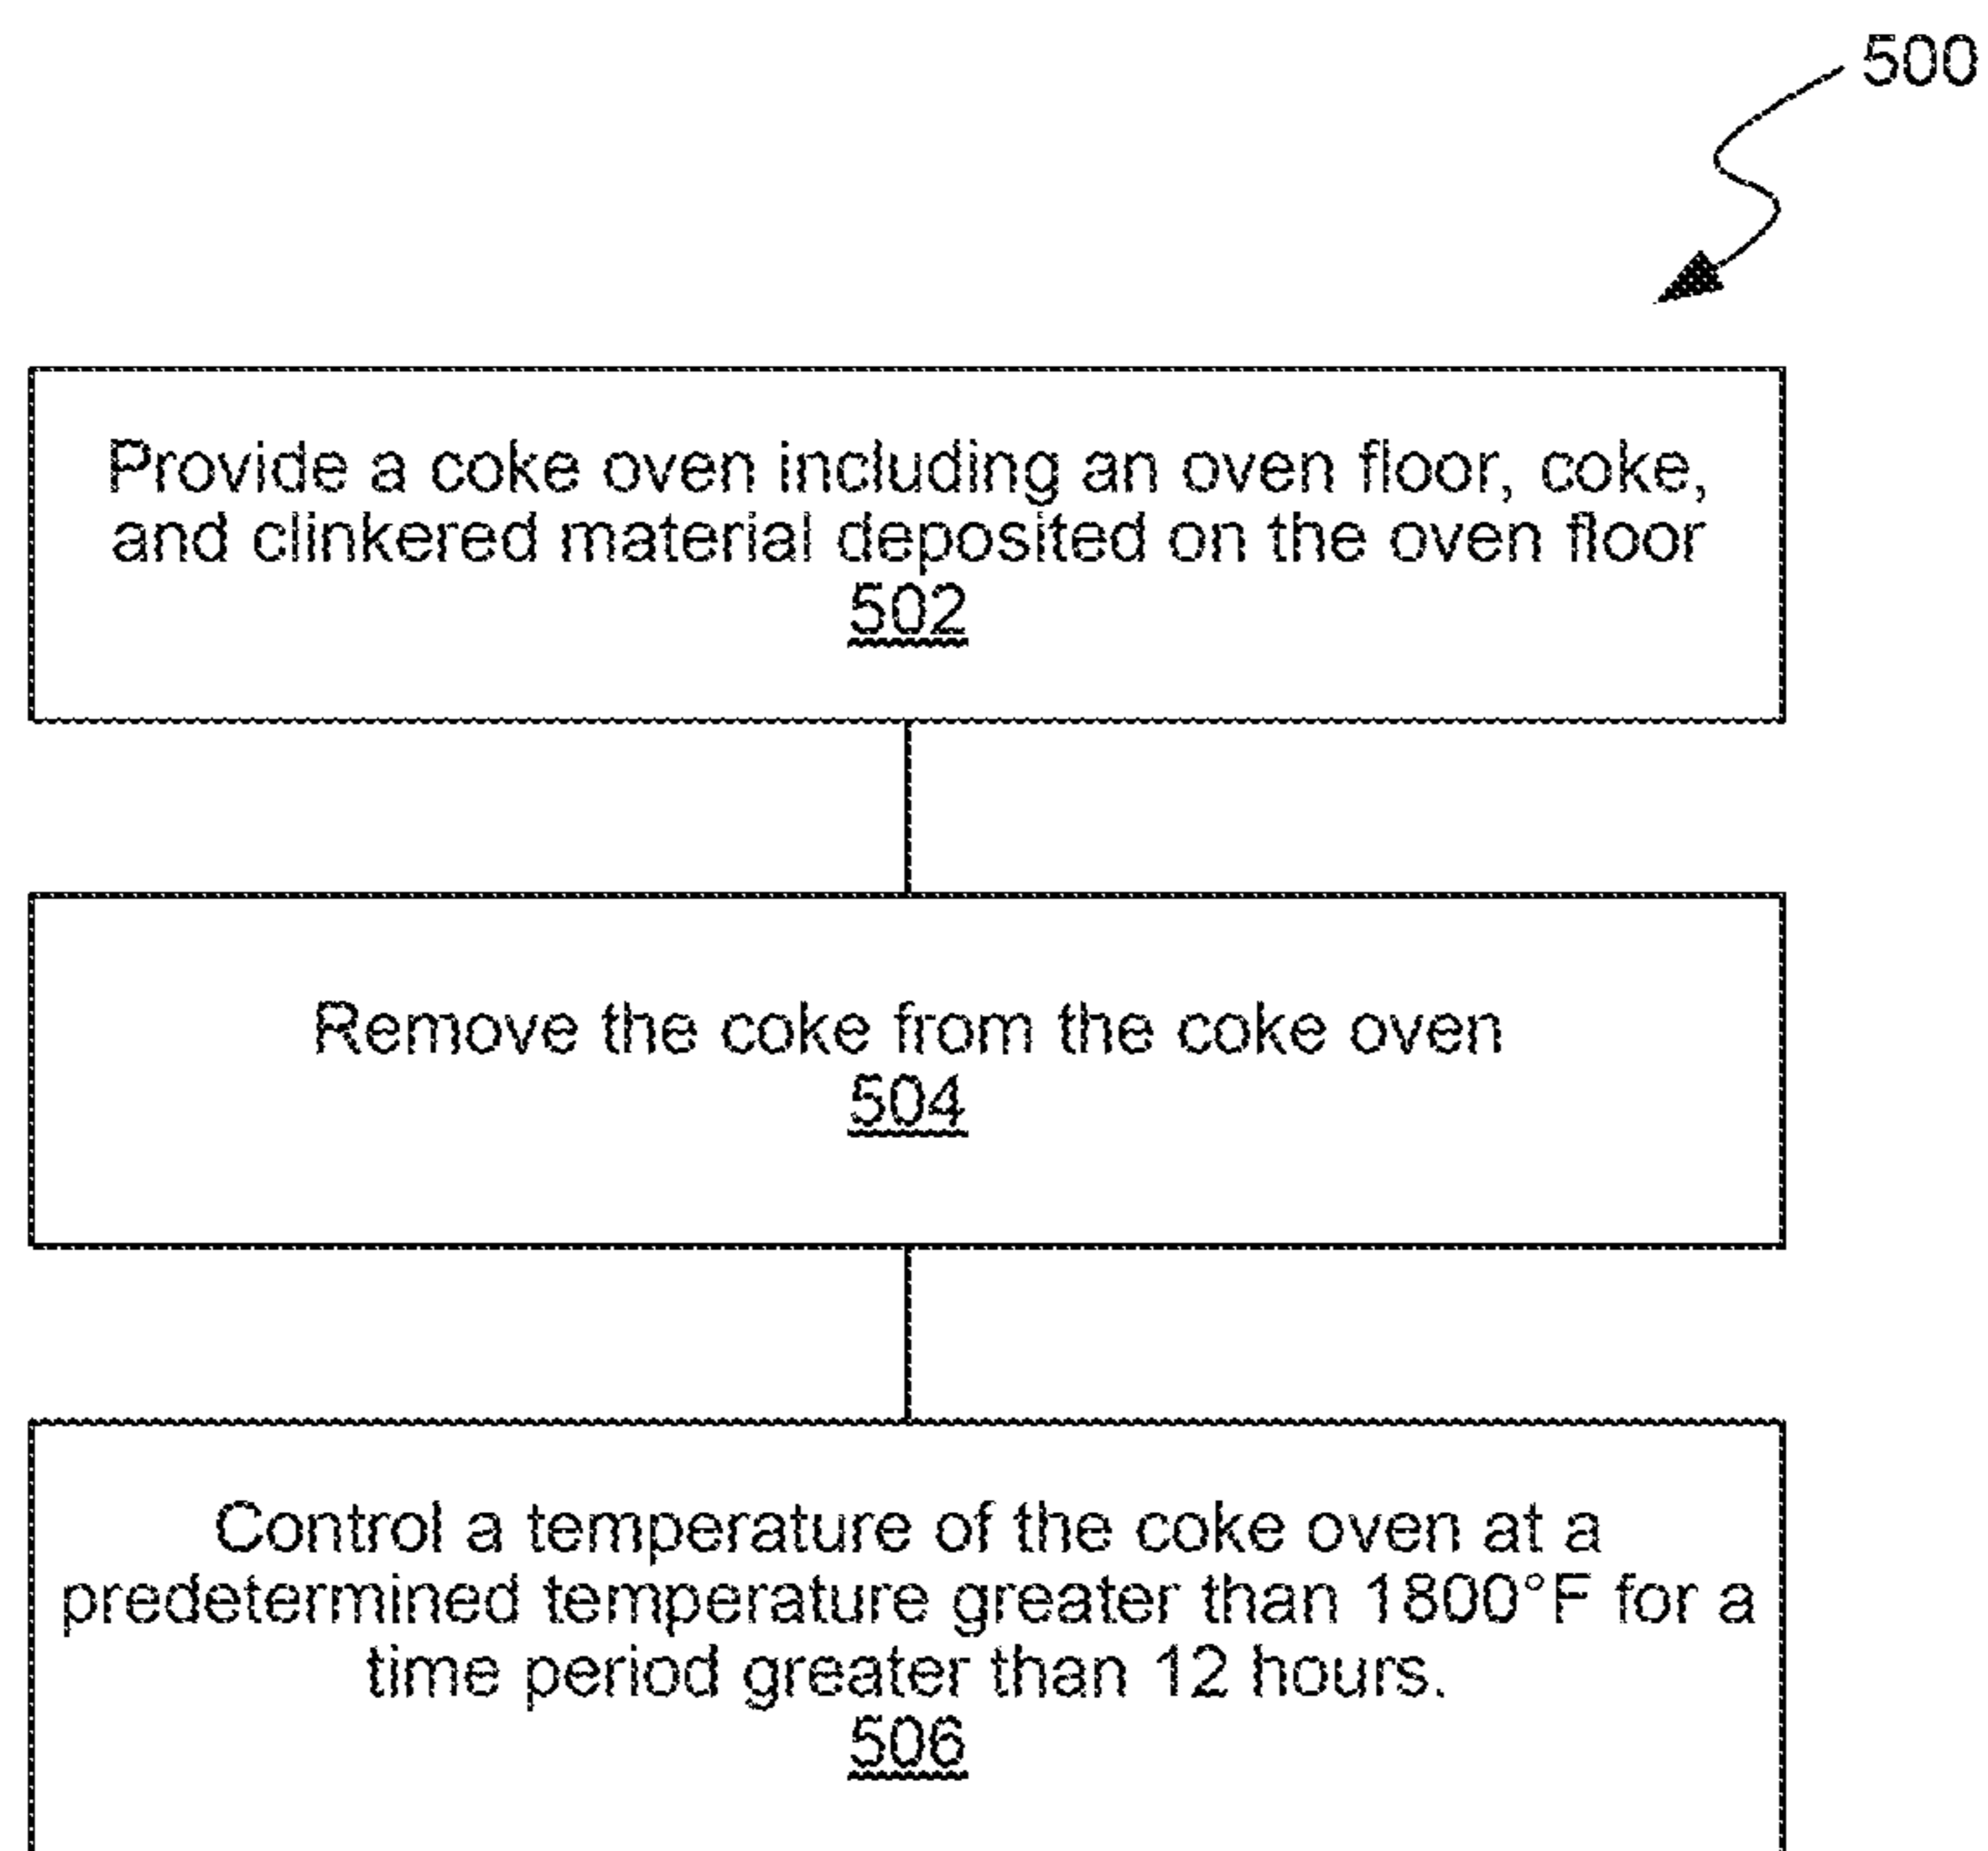 500
Provide a coke oven including an oven floor, coke,
and clinkered material deposited on the oven floor
502
Remove the coke from the coke oven
504
Control a temperature of the coke oven at a
predetermined temperature greater than 1800°F for a
time period greater than 12 hours.
506